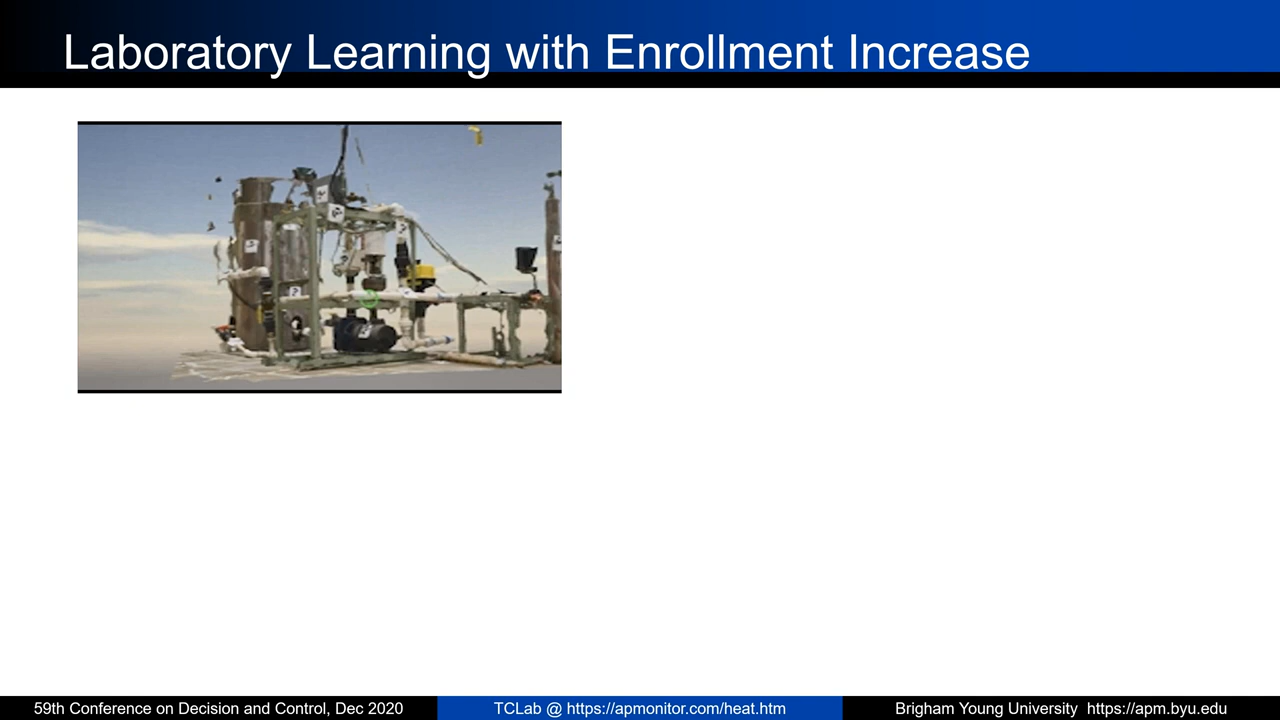 Laboratory Learning with Enrollment Increase
59th Conference on Decision and Control, Dec 2020
TCLab @ https://apmonitor.com/heat.htm
Brigham Young University https://apm.byu.edu